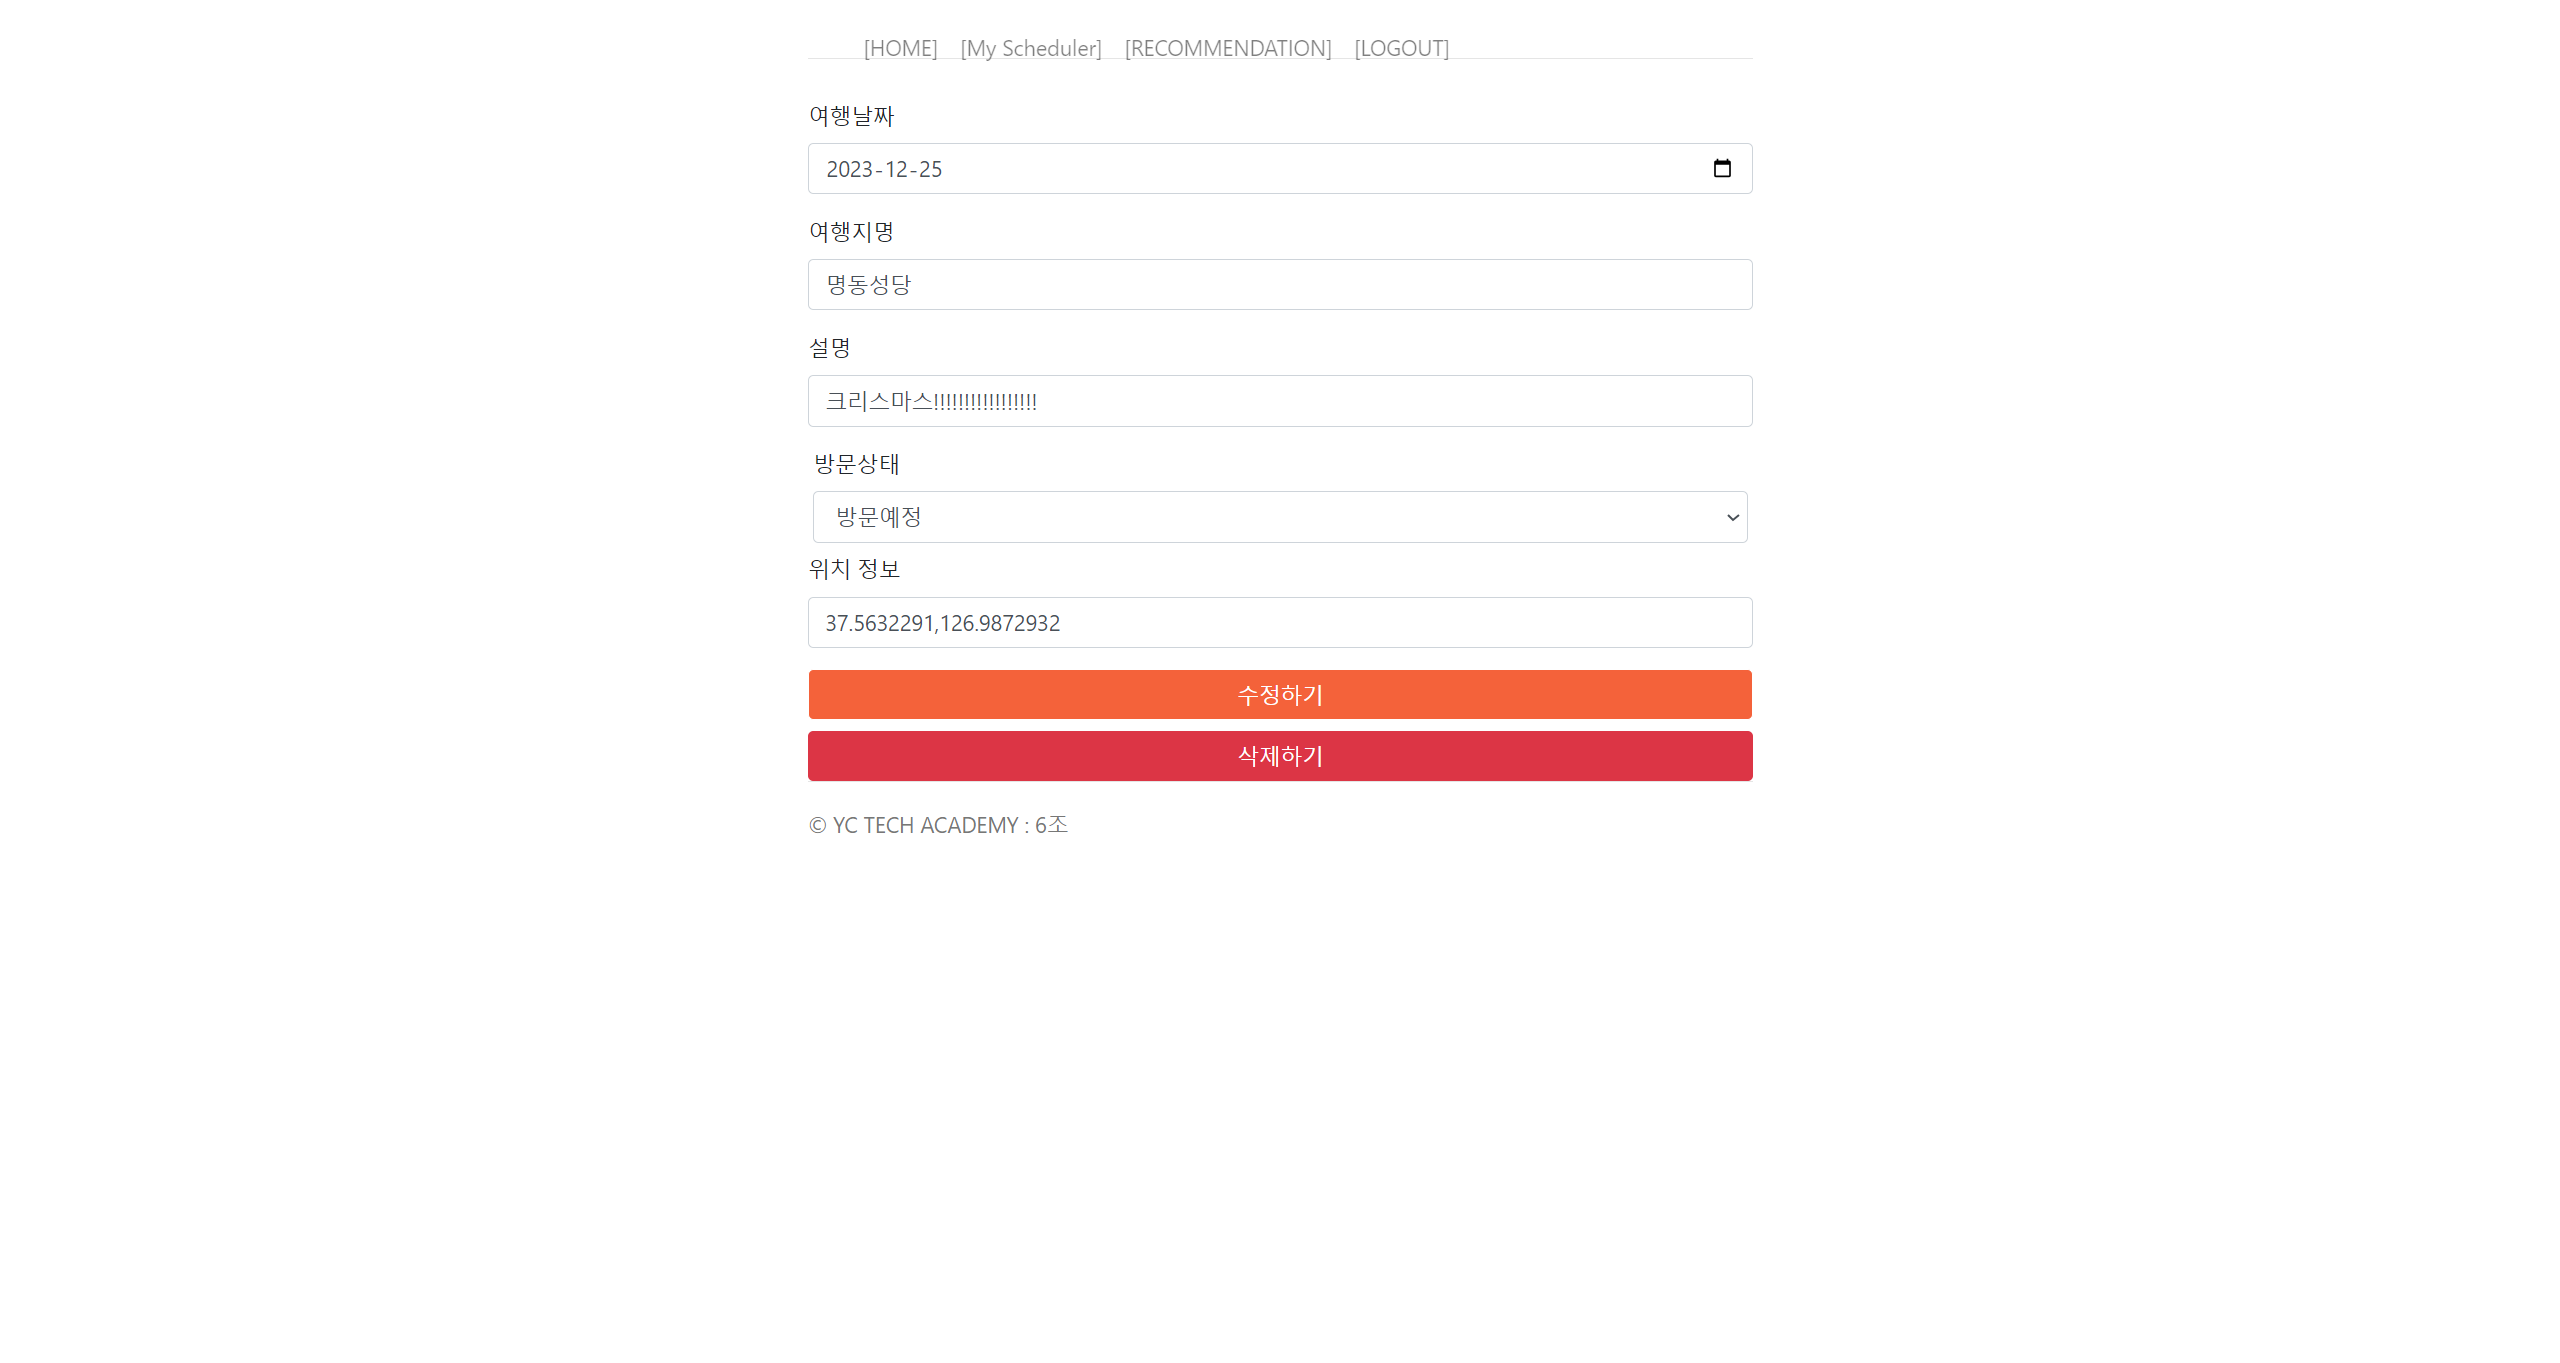 [HOME] [My Scheduler] [RECOMMENDATION] [LOGOUT]
여행날짜
2023-12-25
여행지명
명동성당
설명
크리스마스!!!!!!!!!!!!!!!!!
방문상태
방문예정
위치 정보
37.5632291,126.9872932
수정하기
삭제하기
© YC TECH ACADEMY : 6조